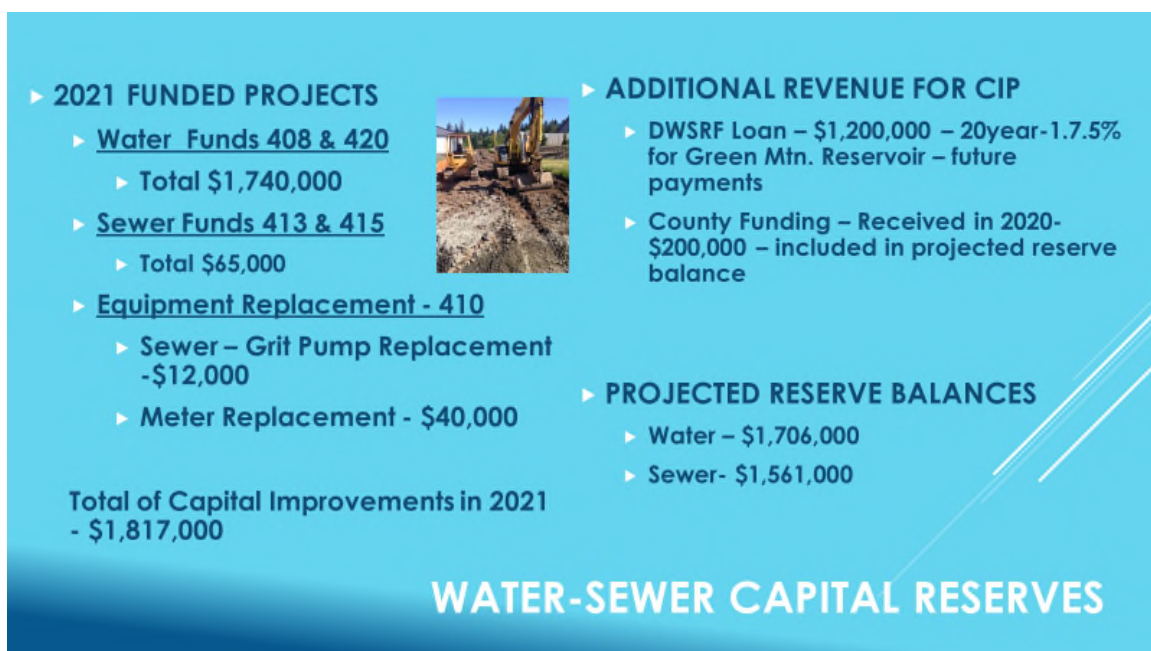 2021 FUNDED PROJECTS
Water Funds 408 & 420
Total $1,740,000
Sewer Funds 413 & 415
Total $65,000
Equipment Replacement - 410
Sewer – Grit Pump Replacement
-$12,000
Meter Replacement - $40,000
Total of Capital Improvements in 2021
- $1,817,000
ADDITIONAL REVENUE FOR CIP
DWSRF Loan – $1,200,000 – 20year-1.7.5%
for Green Mtn. Reservoir – future
payments
County Funding – Received in 2020-
$200,000 – included in projected reserve
balance
PROJECTED RESERVE BALANCES
Water – $1,706,000
Sewer- $1,561,000
WATER-SEWER CAPITAL RESERVES